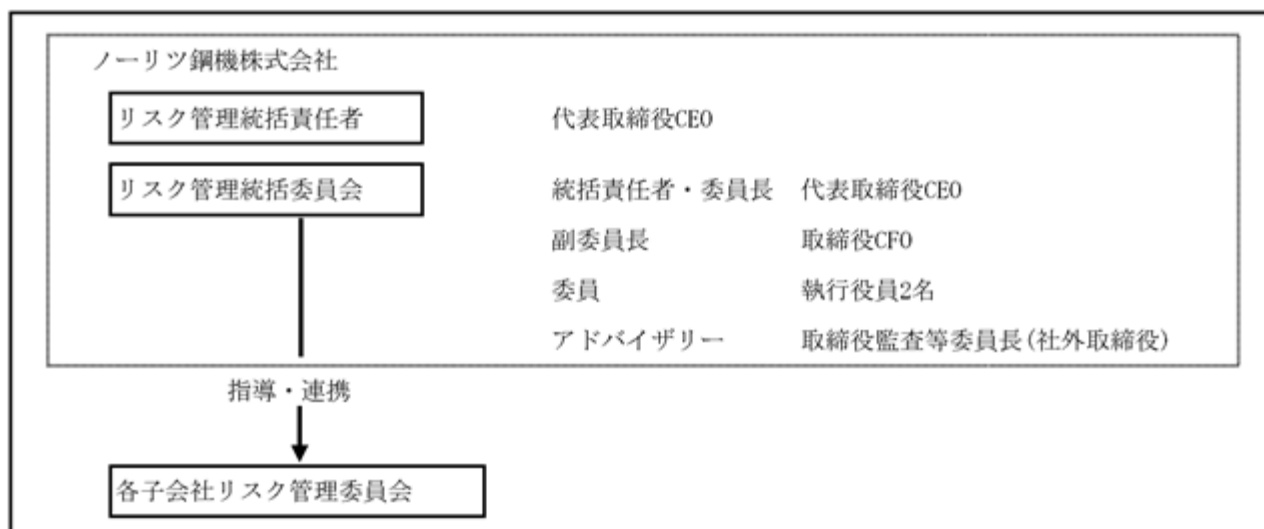 ノーリツ鋼機株式会社
リスク管理統括責任者 代表取締役CEO
リスク管理統括委員会 統括責任者・委員長 代表取締役CEO
副委員長 取締役CFO
委員 執行役員2名
アドバイザリー 取締役監査等委員長(社外取締役)
指導・連携
各子会社リスク管理委員会